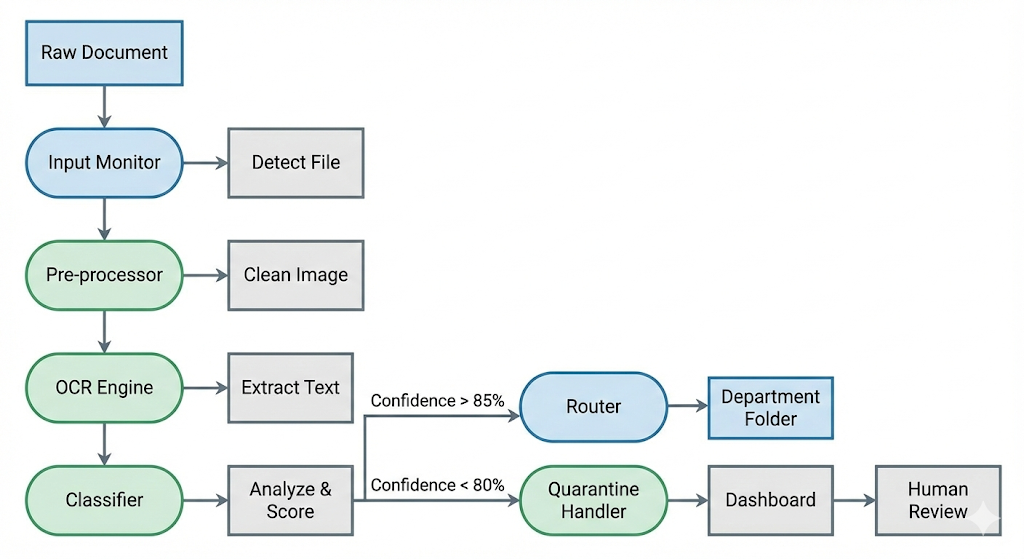 Raw Document
Input Monitor
Detect File
Pre-processor
Clean Image
OCR Engine
Extract Text
Confidence > 85%
Router
Department
Folder
Classifier
Analyze &
Score
Confidence < 80%
Quarantine
Handler
Dashboard
Human
Review